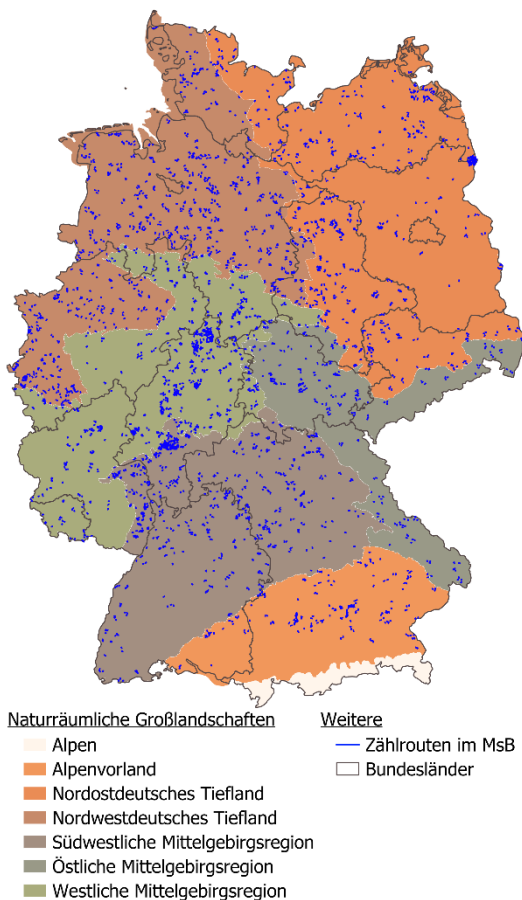 Naturräumliche Großlandschaften
Alpen
Alpenvorland
Nordostdeutsches Tiefland
Nordwestdeutsches Tiefland
Südwestliche Mittelgebirgsregion
Östliche Mittelgebirgsregion
Westliche Mittelgebirgsregion
Weitere
Zählrouten im MsB
Bundesländer